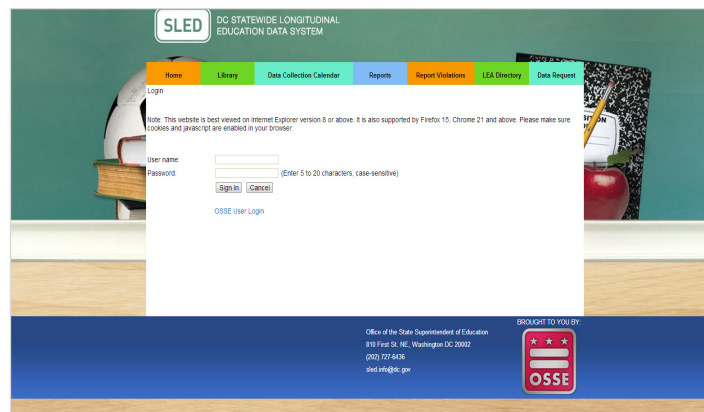 SLED
DC STATEWIDE LONGITUDINAL
EDUCATION DATA SYSTEM
Home Library Data Collection Calendar Reports Report Violations LEA Directory Data Request
Login
Note: This website is best viewed on Internet Explorer version 8 or above. It is also supported by Firefox 15, Chrome 21 and above. Please make sure
cookies and javascript are enabled in your browser.
User name:
Password: (Enter 5 to 20 characters, case-sensitive)
Sign In Cancel
OSSE User Login
Office of the State Superintendent of Education
810 First St. NE, Washington DC 20002
(202) 727-6436
sled.info@dc.gov
BROUGHT TO YOU BY:
OSSE